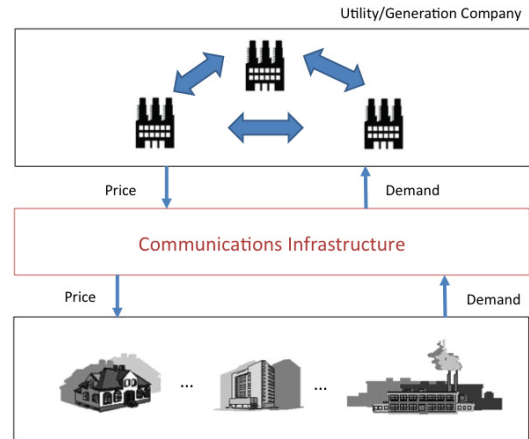 Utility/Generation Company
Price
Demand
Communications Infrastructure
Price
Demand
...
...